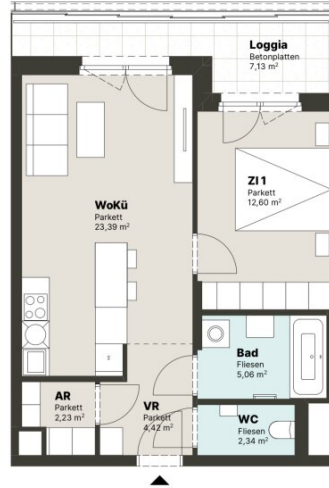 Loggia
Betonplatten
7,13 m²
ZI 1
Parkett
12,60 m²
WoKü
Parkett
23,39 m²
Bad
Fliesen
5,06 m²
AR
Parkett
2,23 m²
VR
Parkett
4,42 m²
WC
Fliesen
2,34 m²